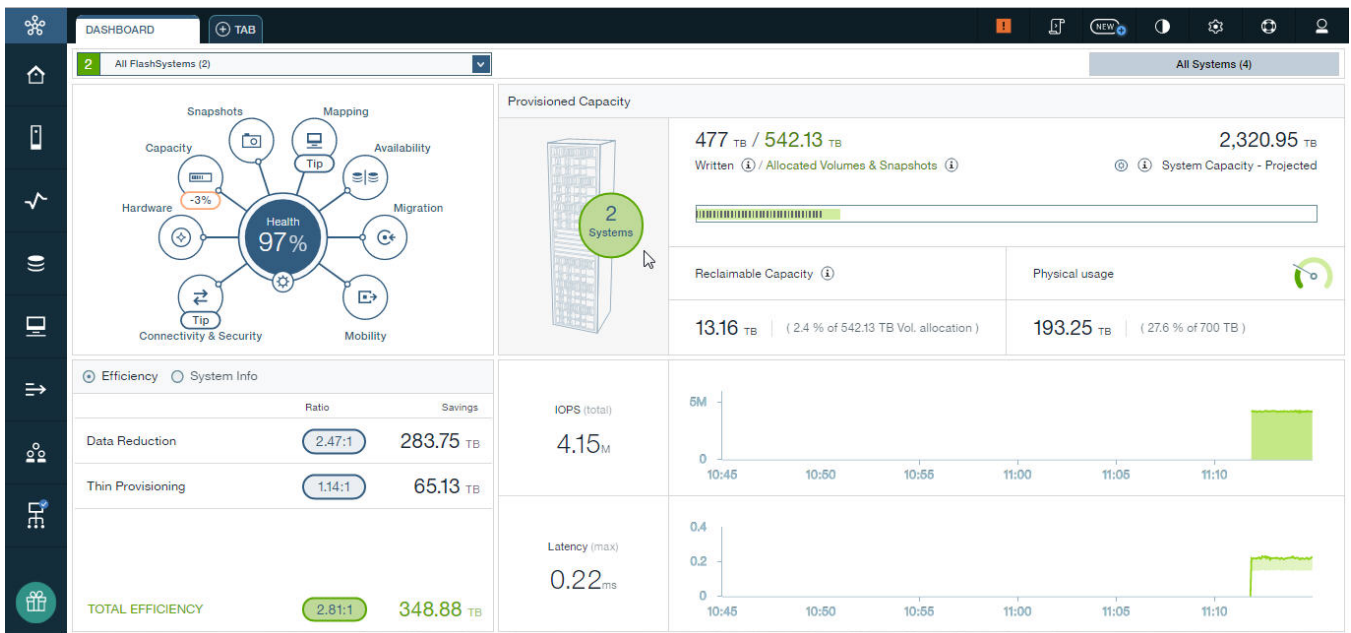 DASHBOARD
TAB
!
NEW
2 All FlashSystems (2)
All Systems (4)
Snapshots
Mapping
Capacity
Tip
Availability
-3%
Hardware
Migration
Health
97%
Tip
Connectivity & Security
Mobility
Provisioned Capacity
2
Systems
477 TB / 542.13 TB
2,320.95 TB
Written i / Allocated Volumes & Snapshots i
i System Capacity - Projected
Reclaimable Capacity i
Physical usage
13.16 TB ( 2.4 % of 542.13 TB Vol. allocation )
193.25 TB ( 27.6 % of 700 TB )
Efficiency System Info
Ratio Savings
Data Reduction 2.47:1 283.75 TB
Thin Provisioning 1.14:1 65.13 TB
TOTAL EFFICIENCY 2.81:1 348.88 TB
IOPS (total)
4.15M
5M
0
10:45 10:50 10:55 11:00 11:05 11:10
Latency (max)
0.22ms
0.4
0.2
0
10:45 10:50 10:55 11:00 11:05 11:10